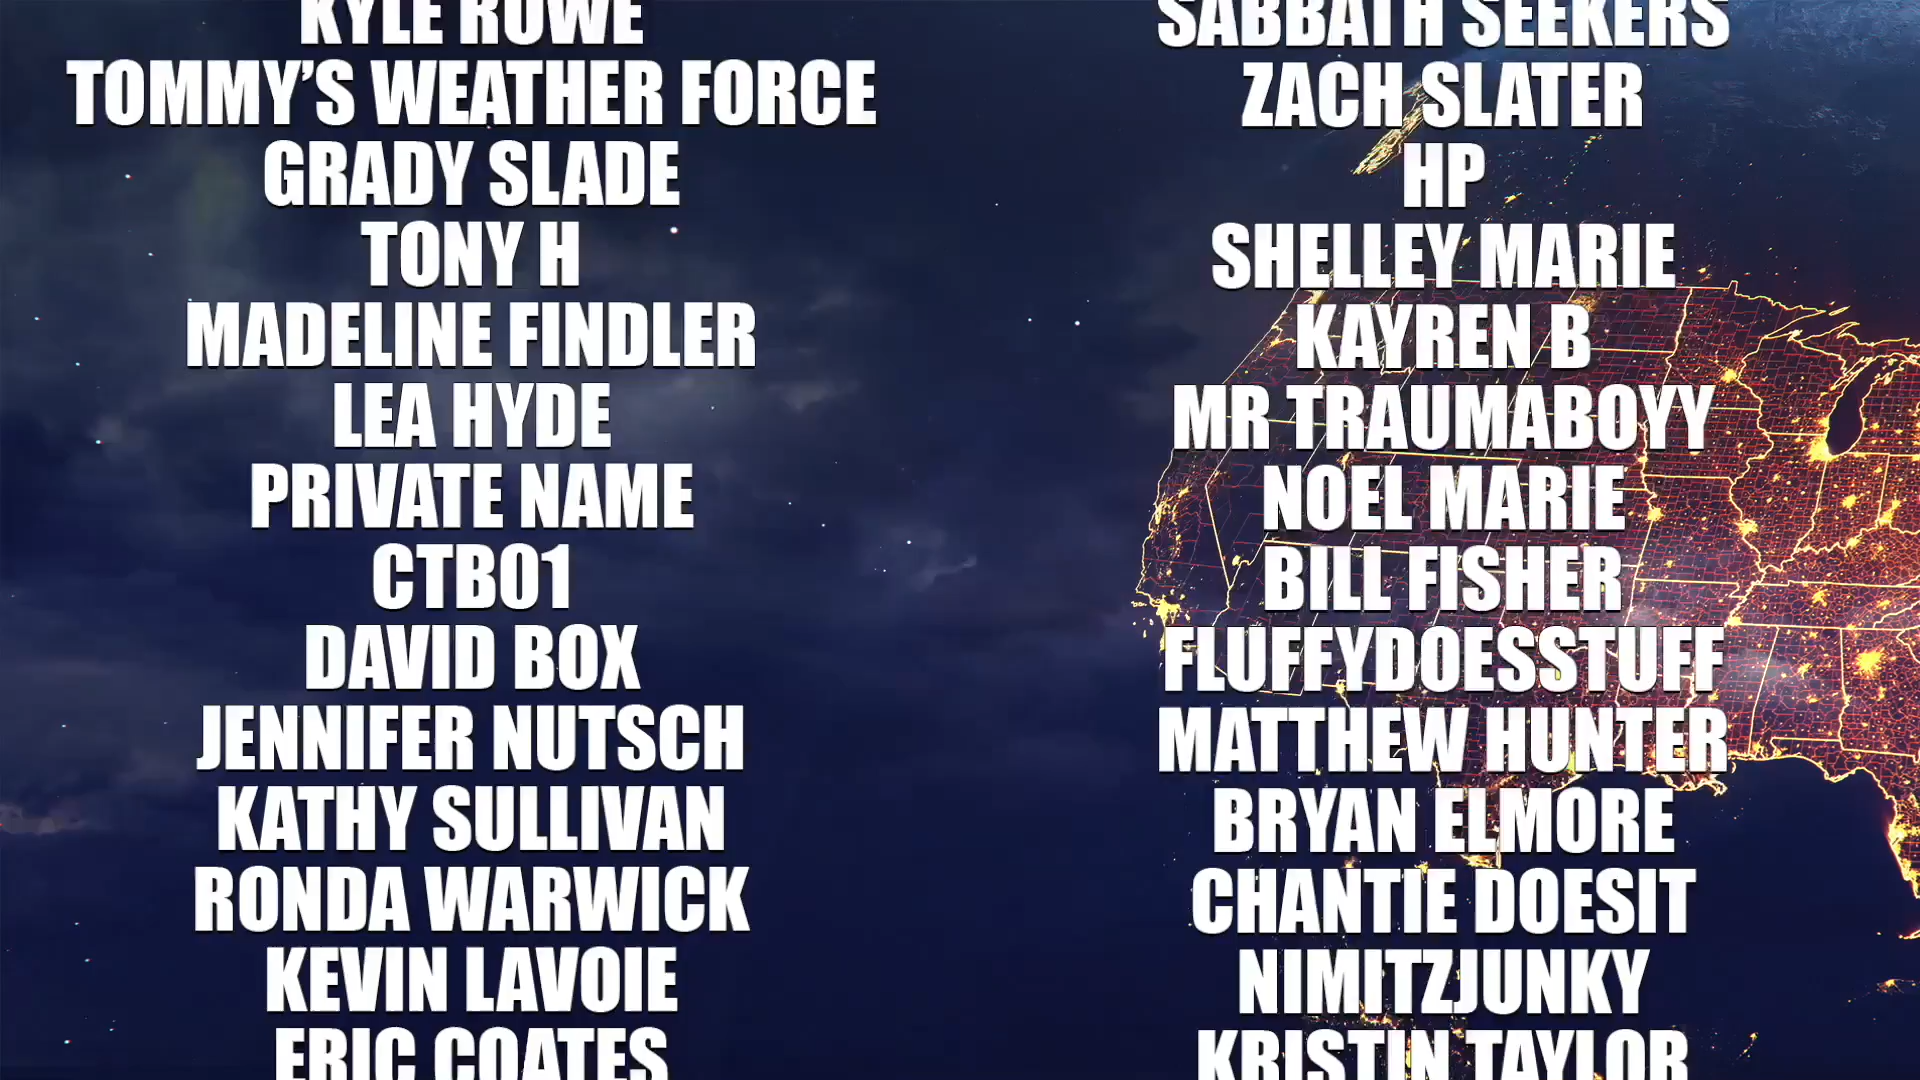 KYLE ROWE
TOMMY'S WEATHER FORCE
GRADY SLADE
TONY H
MADELINE FINDLER
LEA HYDE
PRIVATE NAME
CTB01
DAVID BOX
JENNIFER NUTSCH
KATHY SULLIVAN
RONDA WARWICK
KEVIN LAVOIE
ERIC COATES
SABBATH SEEKERS
ZACH SLATER
HP
SHELLEY MARIE
KAYREN B
MR TRAUMABOYY
NOEL MARIE
BILL FISHER
FLUFFYDOESSTUFF
MATTHEW HUNTER
BRYAN ELMORE
CHANTIE DOESIT
NIMITZJUNKY
KRISTIN TAYLOR